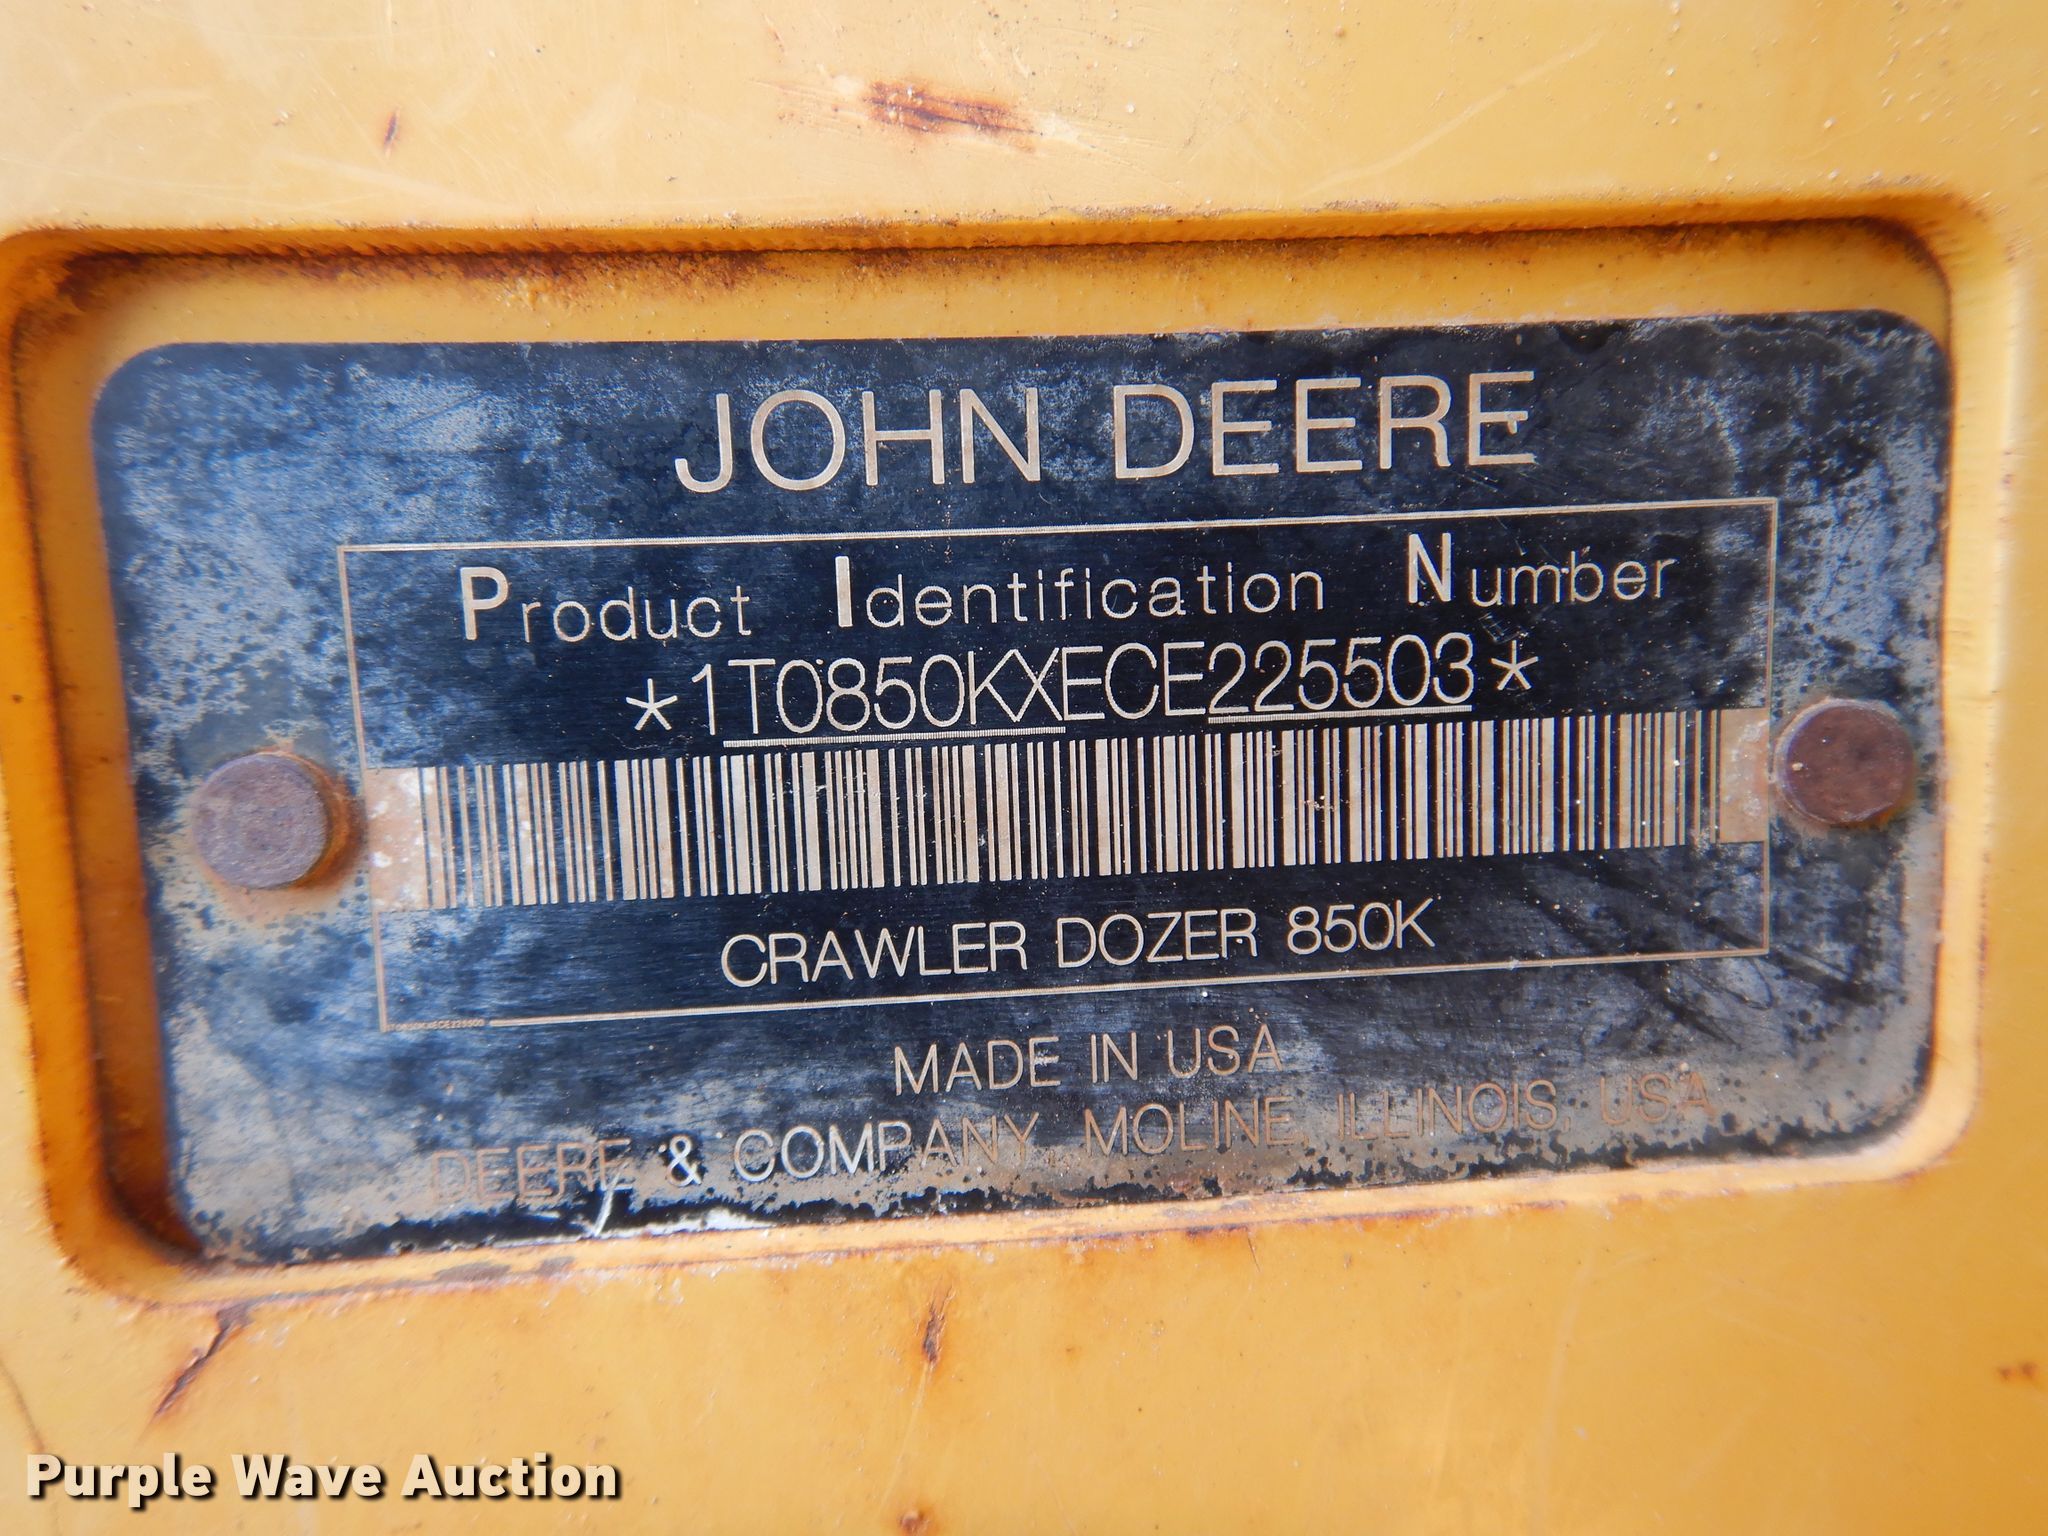 JOHN DEERE
Product Identification Number
*1T0850KXECE225503*
CRAWLER DOZER 850K
MADE IN USA
DEERE & COMPANY, MOLINE, ILLINOIS, USA
Purple Wave Auction